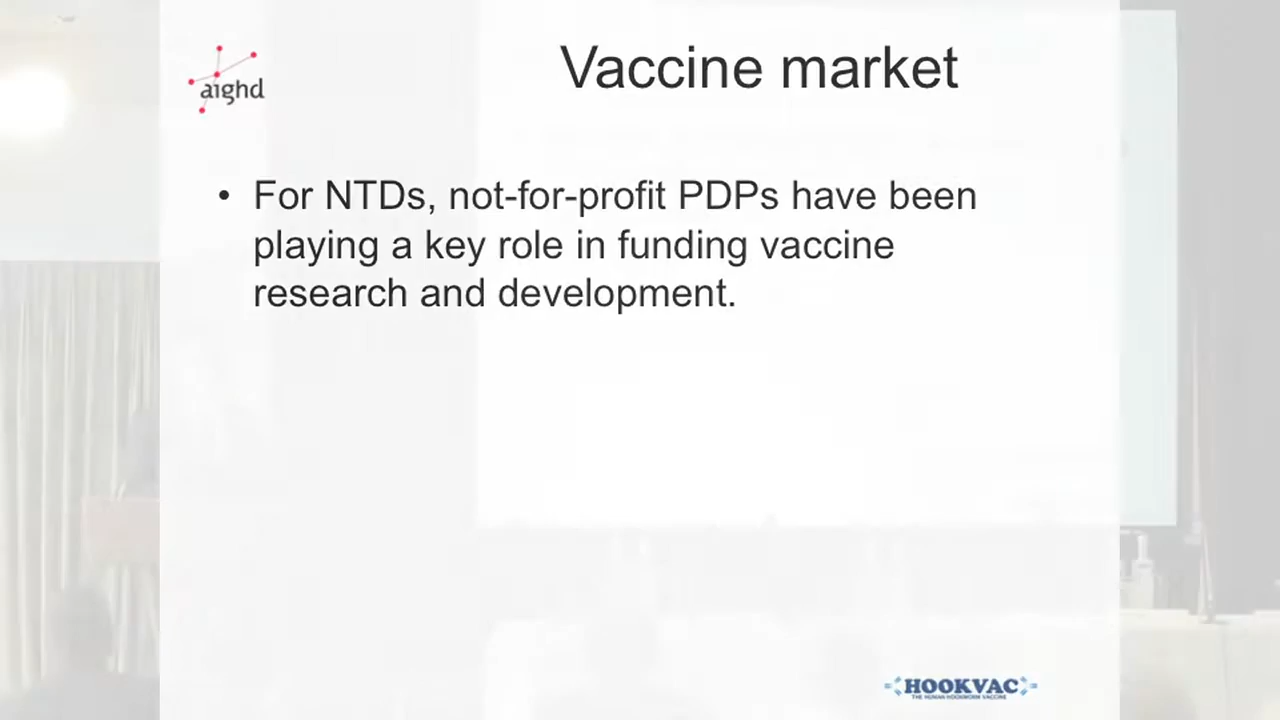 aighd
Vaccine market
• For NTDs, not-for-profit PDPs have been
playing a key role in funding vaccine
research and development.
HOOKVAC
THE HUMAN HOOKWORM VACCINE